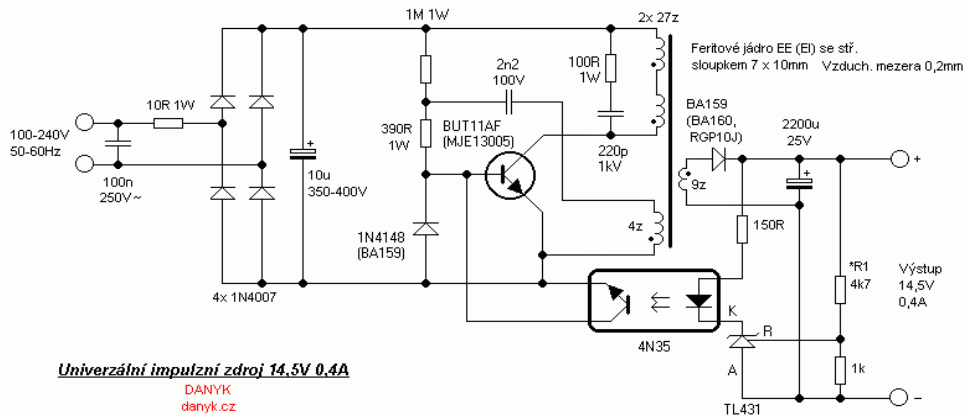 1M 1W
2x 27z
Feritové jádro EE (EI) se stř.
sloupkem 7 x 10mm Vzduch. mezera 0,2mm
100R
1W
2n2
100V
10R 1W
BA159
(BA160,
RGP10J)
2200u
25V
100-240V
50-60Hz
390R
1W
BUT11AF
(MJE13005)
+
220p
1kV
+
+
100n
250V~
10u
350-400V
9z
4z
150R
1N4148
(BA159)
*R1
4k7
Výstup
14,5V
0,4A
4x 1N4007
K
R
A
4N35
1k
TL431
−
Univerzální impulzní zdroj 14,5V 0,4A
DANYK
danyk.cz